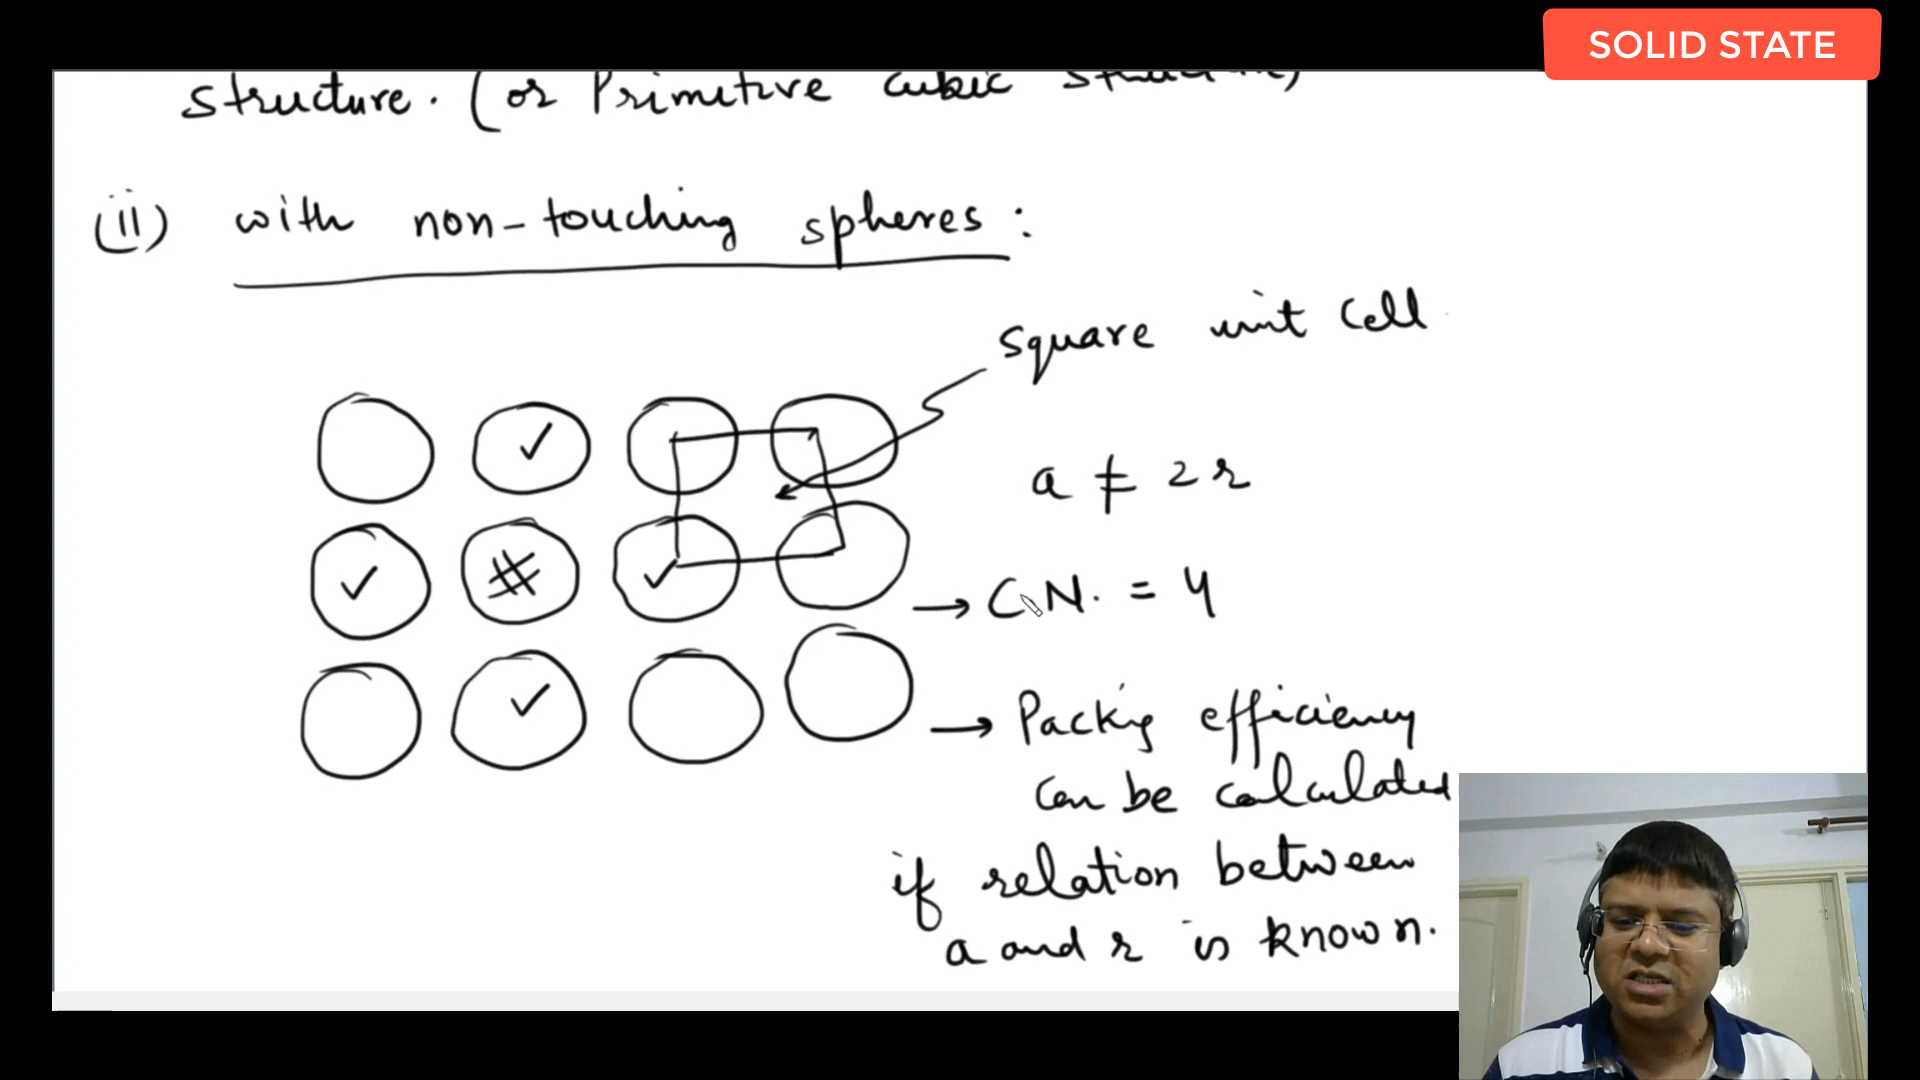 SOLID STATE
structure. (or Primitive cubic structure)
(ii) with non-touching spheres:
square unit cell
a ≠ 2r
→ C.N. = 4
→ Packing efficiency
can be calculated
if relation between
a and r is known.